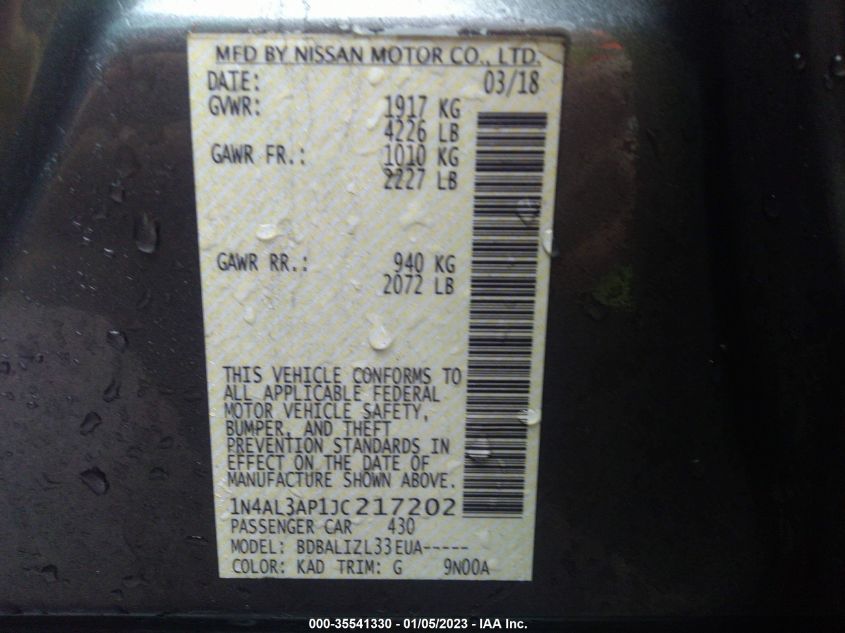 MFD BY NISSAN MOTOR CO., LTD.
DATE: 03/18
GVWR: 1917 KG
4226 LB
GAWR FR.: 1010 KG
2227 LB
GAWR RR.: 940 KG
2072 LB
THIS VEHICLE CONFORMS TO
ALL APPLICABLE FEDERAL
MOTOR VEHICLE SAFETY,
BUMPER, AND THEFT
PREVENTION STANDARDS IN
EFFECT ON THE DATE OF
MANUFACTURE SHOWN ABOVE.
1N4AL3AP1JC217202
PASSENGER CAR 430
MODEL: BDBALIZL33EUA-----
COLOR: KAD TRIM: G 9N00A
000-35541330 - 01/05/2023 - IAA Inc.